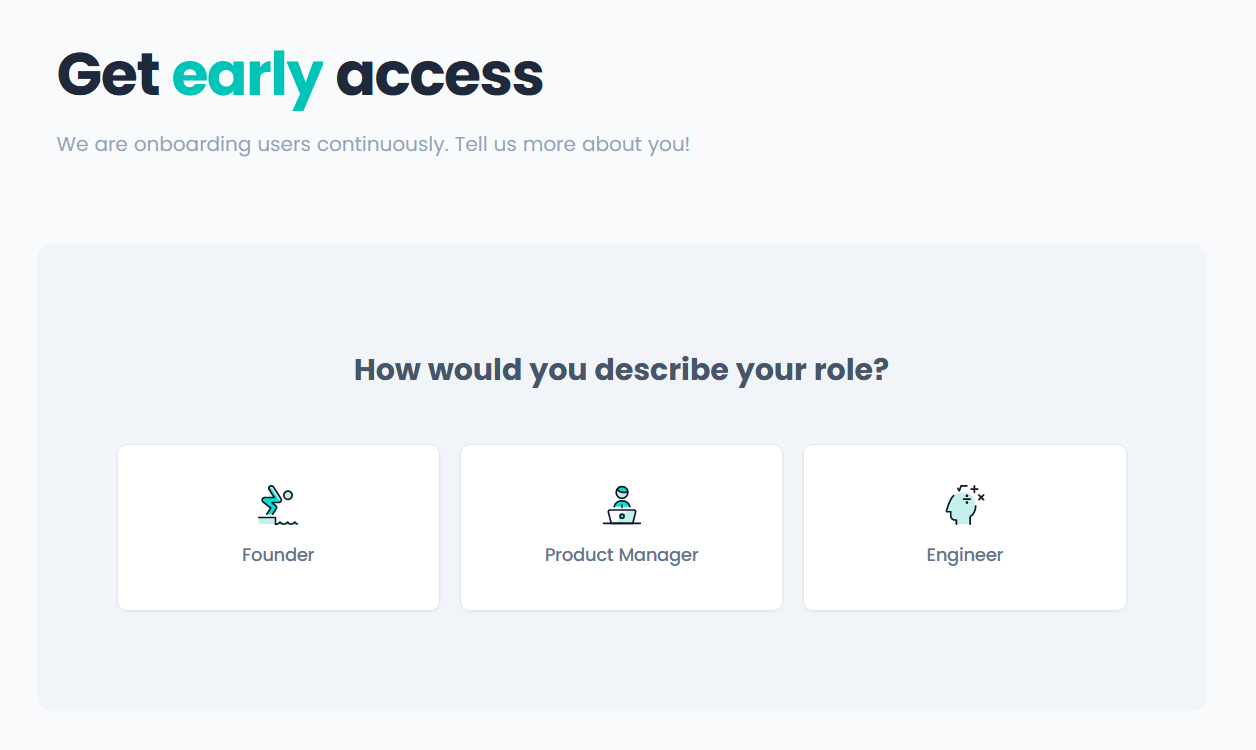 Get early access
We are onboarding users continuously. Tell us more about you!
How would you describe your role?
Founder
Product Manager
Engineer